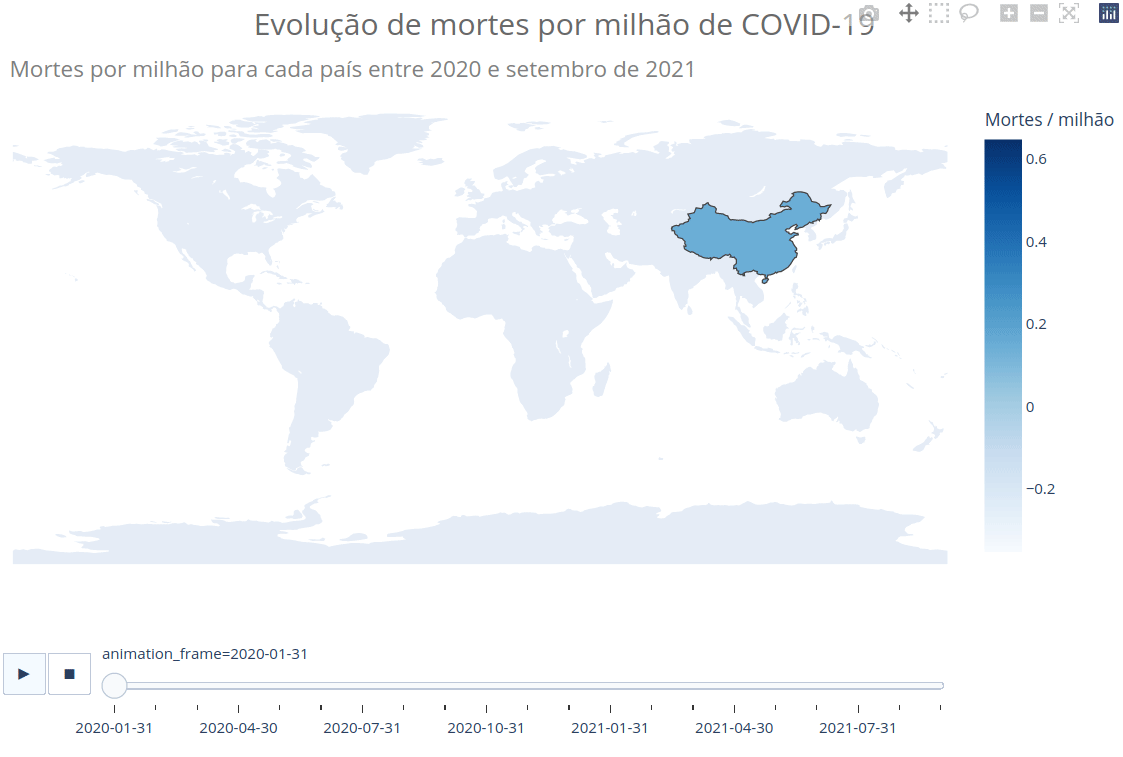 Evolução de mortes por milhão de COVID-19
Mortes por milhão para cada país entre 2020 e setembro de 2021
Mortes / milhão
0.6
0.4
0.2
0
−0.2
animation_frame=2020-01-31
2020-01-31 2020-04-30 2020-07-31 2020-10-31 2021-01-31 2021-04-30 2021-07-31